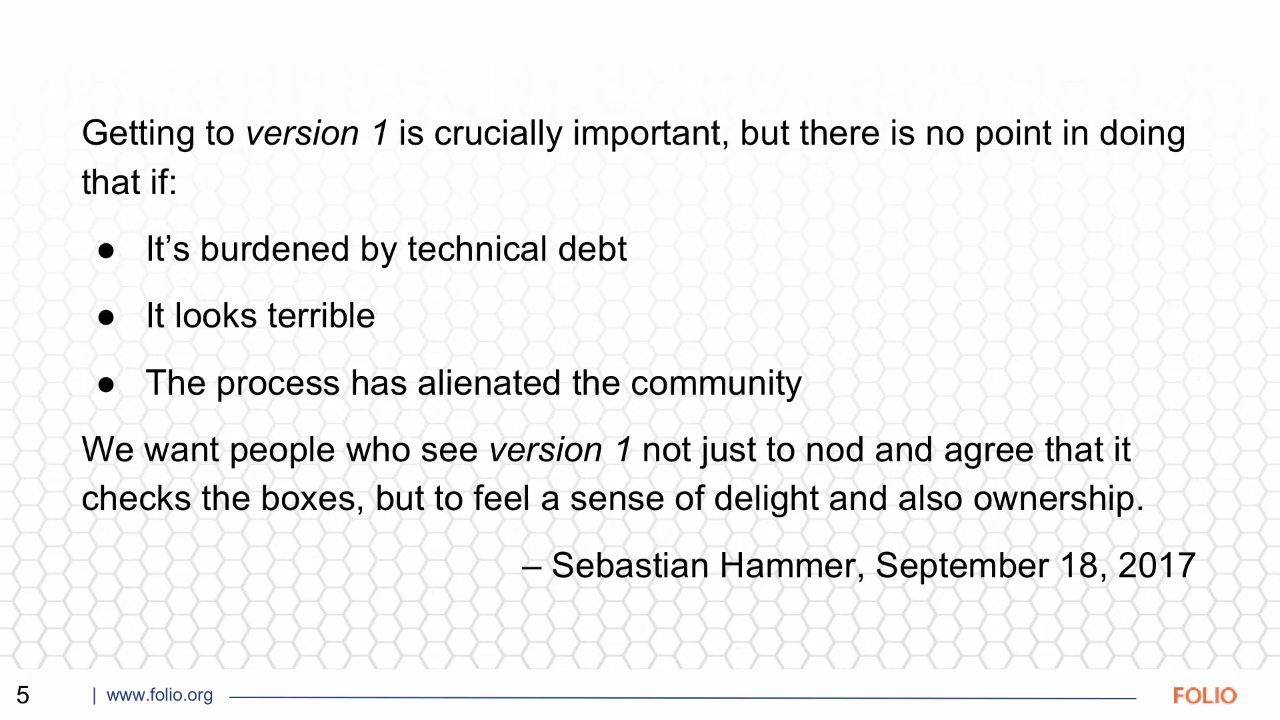 Getting to version 1 is crucially important, but there is no point in doing
that if:
● It’s burdened by technical debt
● It looks terrible
● The process has alienated the community
We want people who see version 1 not just to nod and agree that it
checks the boxes, but to feel a sense of delight and also ownership.
– Sebastian Hammer, September 18, 2017
5 | www.folio.org FOLIO